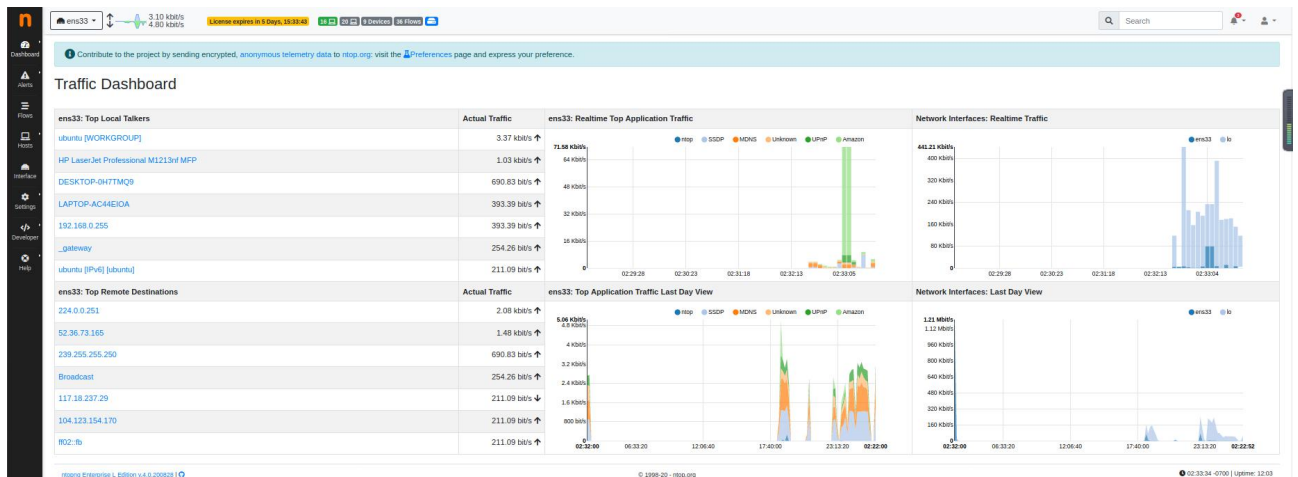 n
ens33
3.10 kbit/s
4.80 kbit/s
License expires in 5 Days, 15:33:43
16
20
9 Devices
36 Flows
Search
Dashboard
Alerts
Flows
Hosts
Interface
Settings
Developer
Help
Contribute to the project by sending encrypted, anonymous telemetry data to ntop.org: visit the Preferences page and express your preference.
Traffic Dashboard
ens33: Top Local Talkers Actual Traffic
ubuntu [WORKGROUP] 3.37 kbit/s
HP LaserJet Professional M1213nf MFP 1.03 kbit/s
DESKTOP-0H7TMQ9 690.83 bit/s
LAPTOP-AC44EIOA 393.39 bit/s
192.168.0.255 393.39 bit/s
_gateway 254.26 bit/s
ubuntu [IPv6] [ubuntu] 211.09 bit/s
ens33: Realtime Top Application Traffic
ntop SSDP MDNS Unknown UPnP Amazon
71.58 Kbit/s
64 Kbit/s
48 Kbit/s
32 Kbit/s
16 Kbit/s
0
02:29:28 02:30:23 02:31:18 02:32:13 02:33:05
Network Interfaces: Realtime Traffic
ens33 lo
441.21 Kbit/s
400 Kbit/s
320 Kbit/s
240 Kbit/s
160 Kbit/s
80 Kbit/s
0
02:29:28 02:30:23 02:31:18 02:32:13 02:33:04
ens33: Top Remote Destinations Actual Traffic
224.0.0.251 2.08 kbit/s
52.36.73.165 1.48 kbit/s
239.255.255.250 690.83 bit/s
Broadcast 254.26 bit/s
117.18.237.29 211.09 bit/s
104.123.154.170 211.09 bit/s
ff02::fb 211.09 bit/s
ens33: Top Application Traffic Last Day View
ntop SSDP MDNS Unknown UPnP Amazon
5.06 Kbit/s
4.8 Kbit/s
4 Kbit/s
3.2 Kbit/s
2.4 Kbit/s
1.6 Kbit/s
800 bit/s
0
02:32:00 06:33:20 12:06:40 17:40:00 23:13:20 02:22:00
Network Interfaces: Last Day View
ens33 lo
1.21 Mbit/s
1.12 Mbit/s
960 Kbit/s
800 Kbit/s
640 Kbit/s
480 Kbit/s
320 Kbit/s
160 Kbit/s
0
02:32:00 06:33:20 12:06:40 17:40:00 23:13:20 02:22:52
ntopng Enterprise L Edition v.4.0.200828 |
© 1998-20 - ntop.org
02:33:34 -0700 | Uptime: 12:03